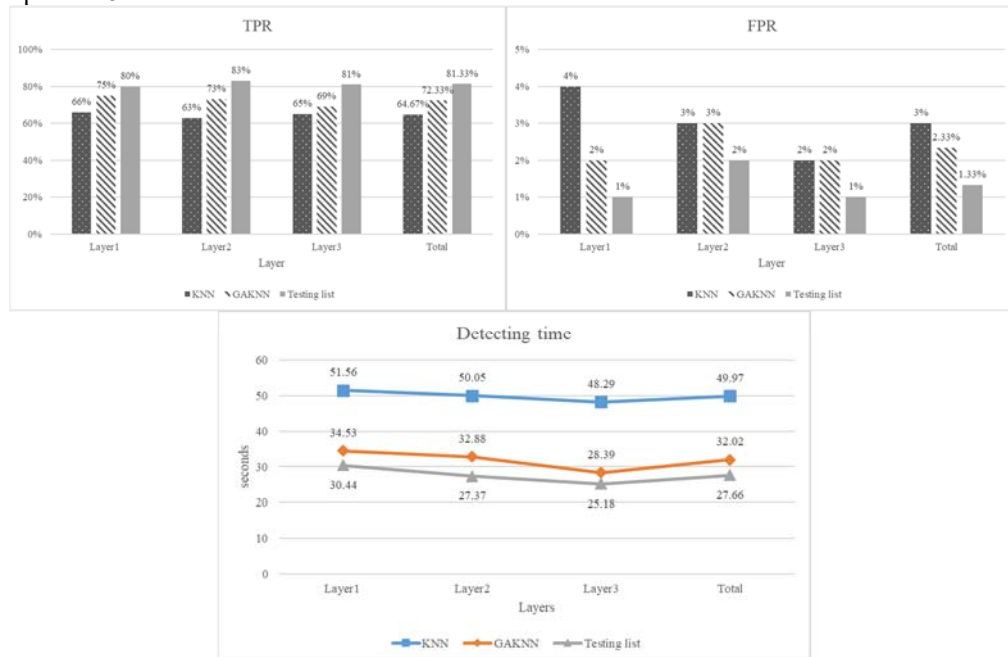 TPR
100%
80%
60%
40%
20%
0%
66% 75% 80%
63% 73% 83%
65% 69% 81%
64.67% 72.33% 81.33%
Layer1 Layer2 Layer3 Total
Layer
KNN GAKNN Testing list
FPR
5%
4%
3%
2%
1%
0%
4% 2% 1%
3% 3% 2%
2% 2% 1%
3% 2.33% 1.33%
Layer1 Layer2 Layer3 Total
Layer
KNN GAKNN Testing list
Detecting time
seconds
60
50
40
30
20
10
0
51.56 50.05 48.29 49.97
34.53 32.88 28.39 32.02
30.44 27.37 25.18 27.66
Layer1 Layer2 Layer3 Total
Layers
KNN GAKNN Testing list